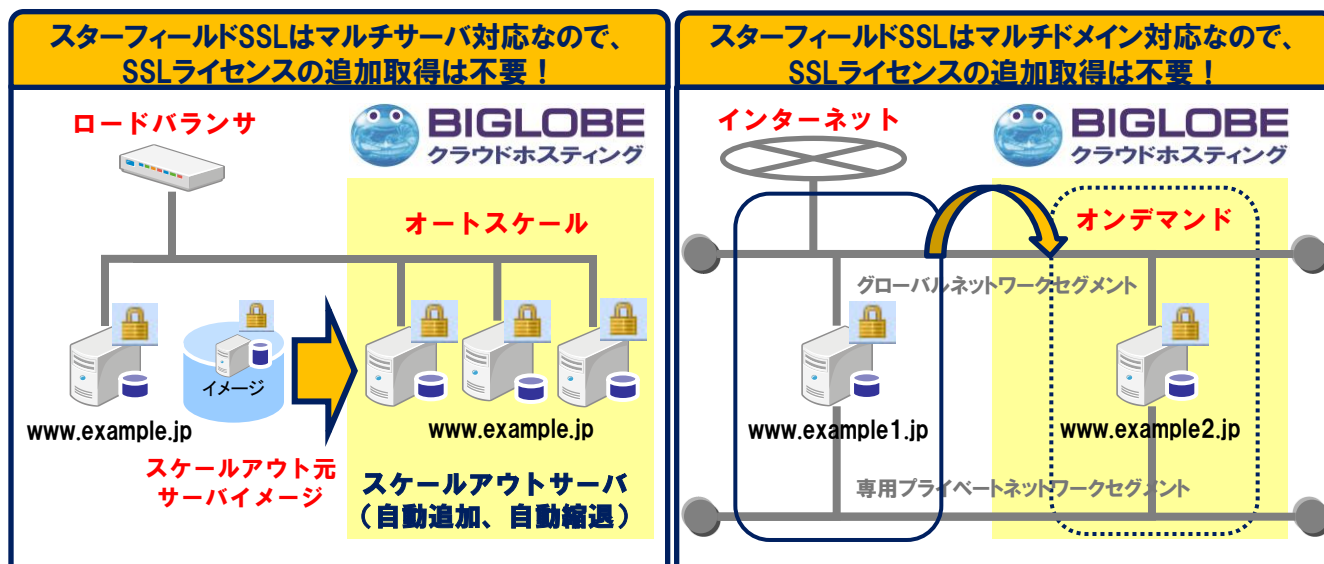 スターフィールドSSLはマルチサーバ対応なので、
SSLライセンスの追加取得は不要！
ロードバランサ
BIGLOBE
クラウドホスティング
オートスケール
イメージ
www.example.jp
www.example.jp
スケールアウト元
サーバイメージ
スケールアウトサーバ
（自動追加、自動縮退）
スターフィールドSSLはマルチドメイン対応なので、
SSLライセンスの追加取得は不要！
インターネット
BIGLOBE
クラウドホスティング
オンデマンド
グローバルネットワークセグメント
www.example1.jp
www.example2.jp
専用プライベートネットワークセグメント